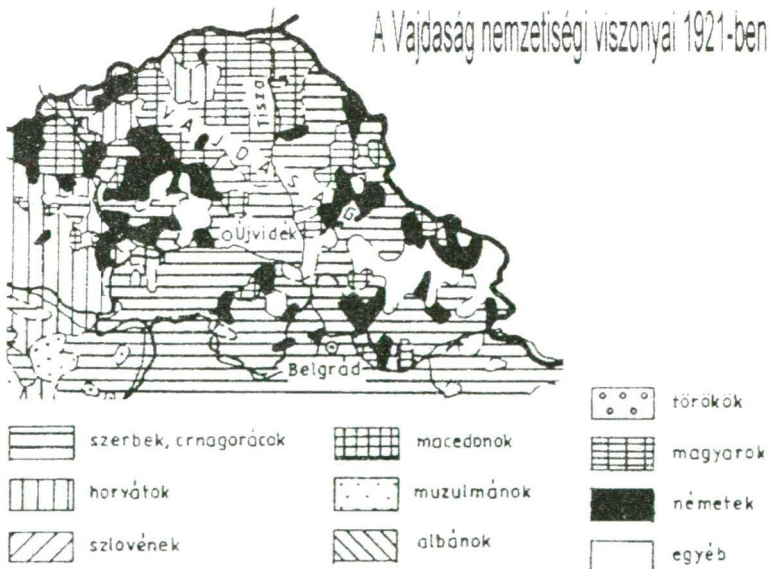 A Vajdaság nemzetiségi viszonyai 1921-ben
VAJDASÁG
Tisza
Újvidék
Belgrád
szerbek, crnagorácok
horvátok
szlovének
macedonok
muzulmánok
albánok
törökök
magyarok
németek
egyéb